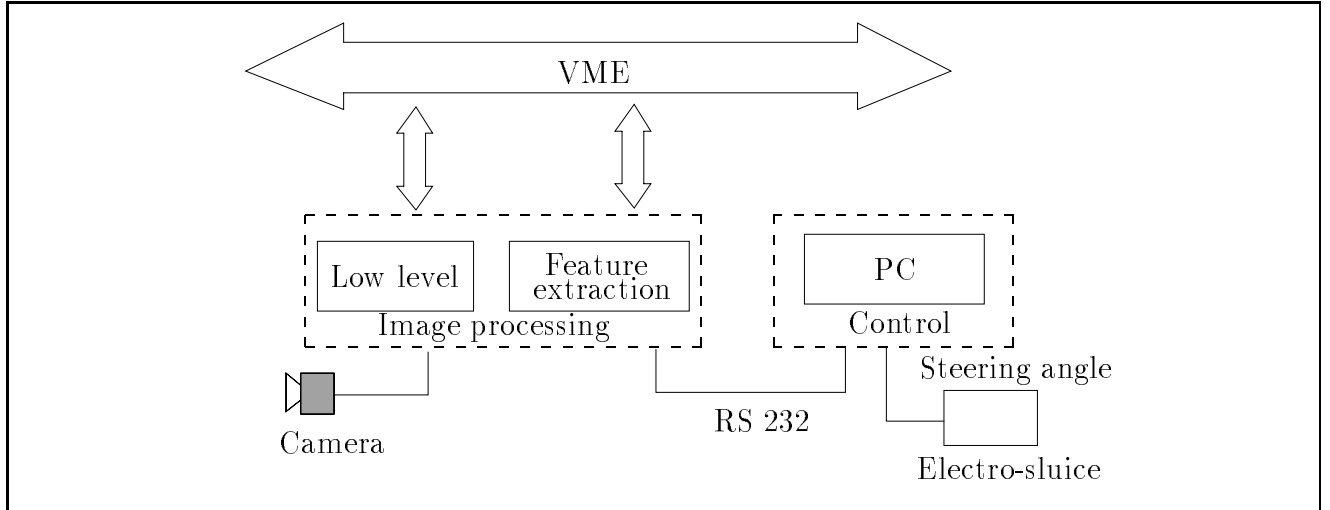 VME
Low level
Feature
extraction
PC
Image processing
Control
Steering angle
RS 232
Camera
Electro-sluice